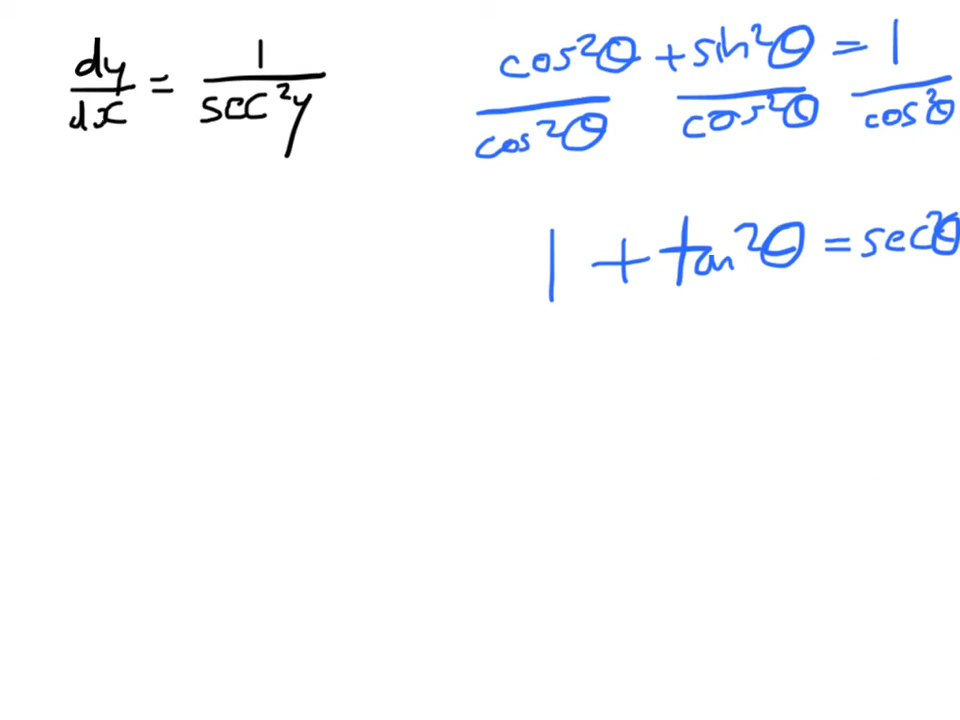 dy/dx = 1/sec²y
cos²θ/cos²θ + sin²θ/cos²θ = 1/cos²θ
1 + tan²θ = sec²θ